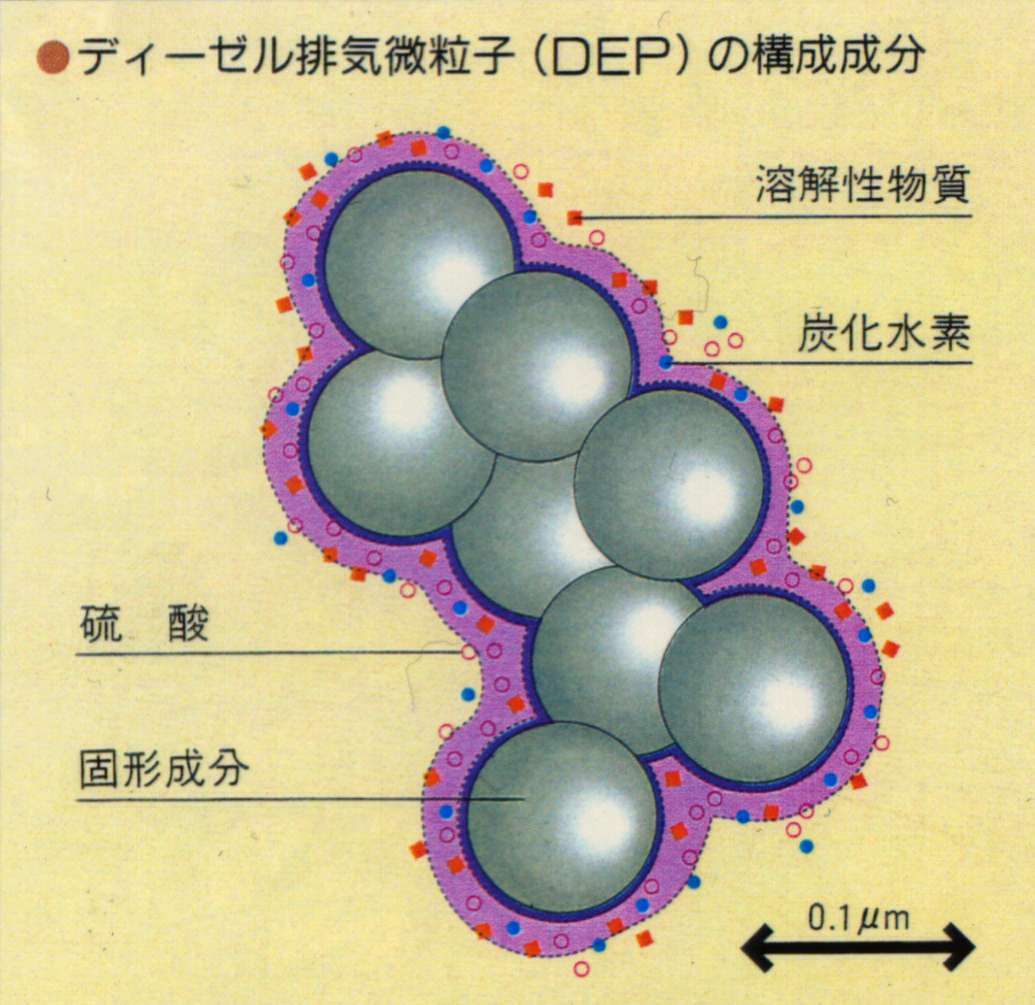 ●ディーゼル排気微粒子(DEP)の構成成分
溶解性物質
炭化水素
硫 酸
固形成分
0.1μm